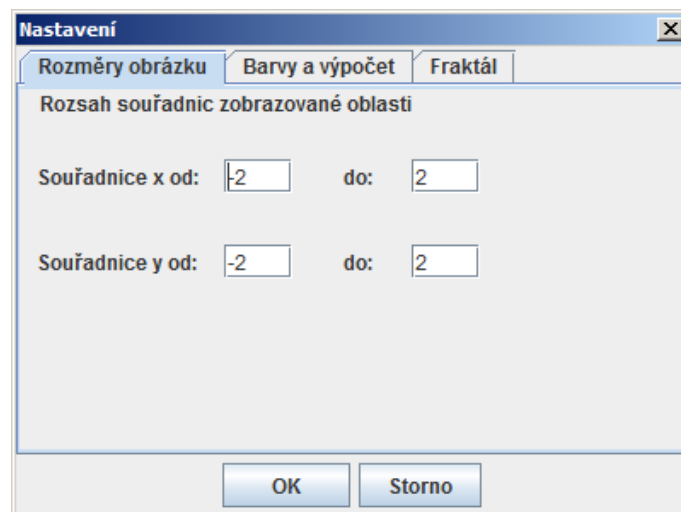 Nastavení
Rozměry obrázku Barvy a výpočet Fraktál
Rozsah souřadnic zobrazované oblasti
Souřadnice x od: -2 do: 2
Souřadnice y od: -2 do: 2
OK Storno